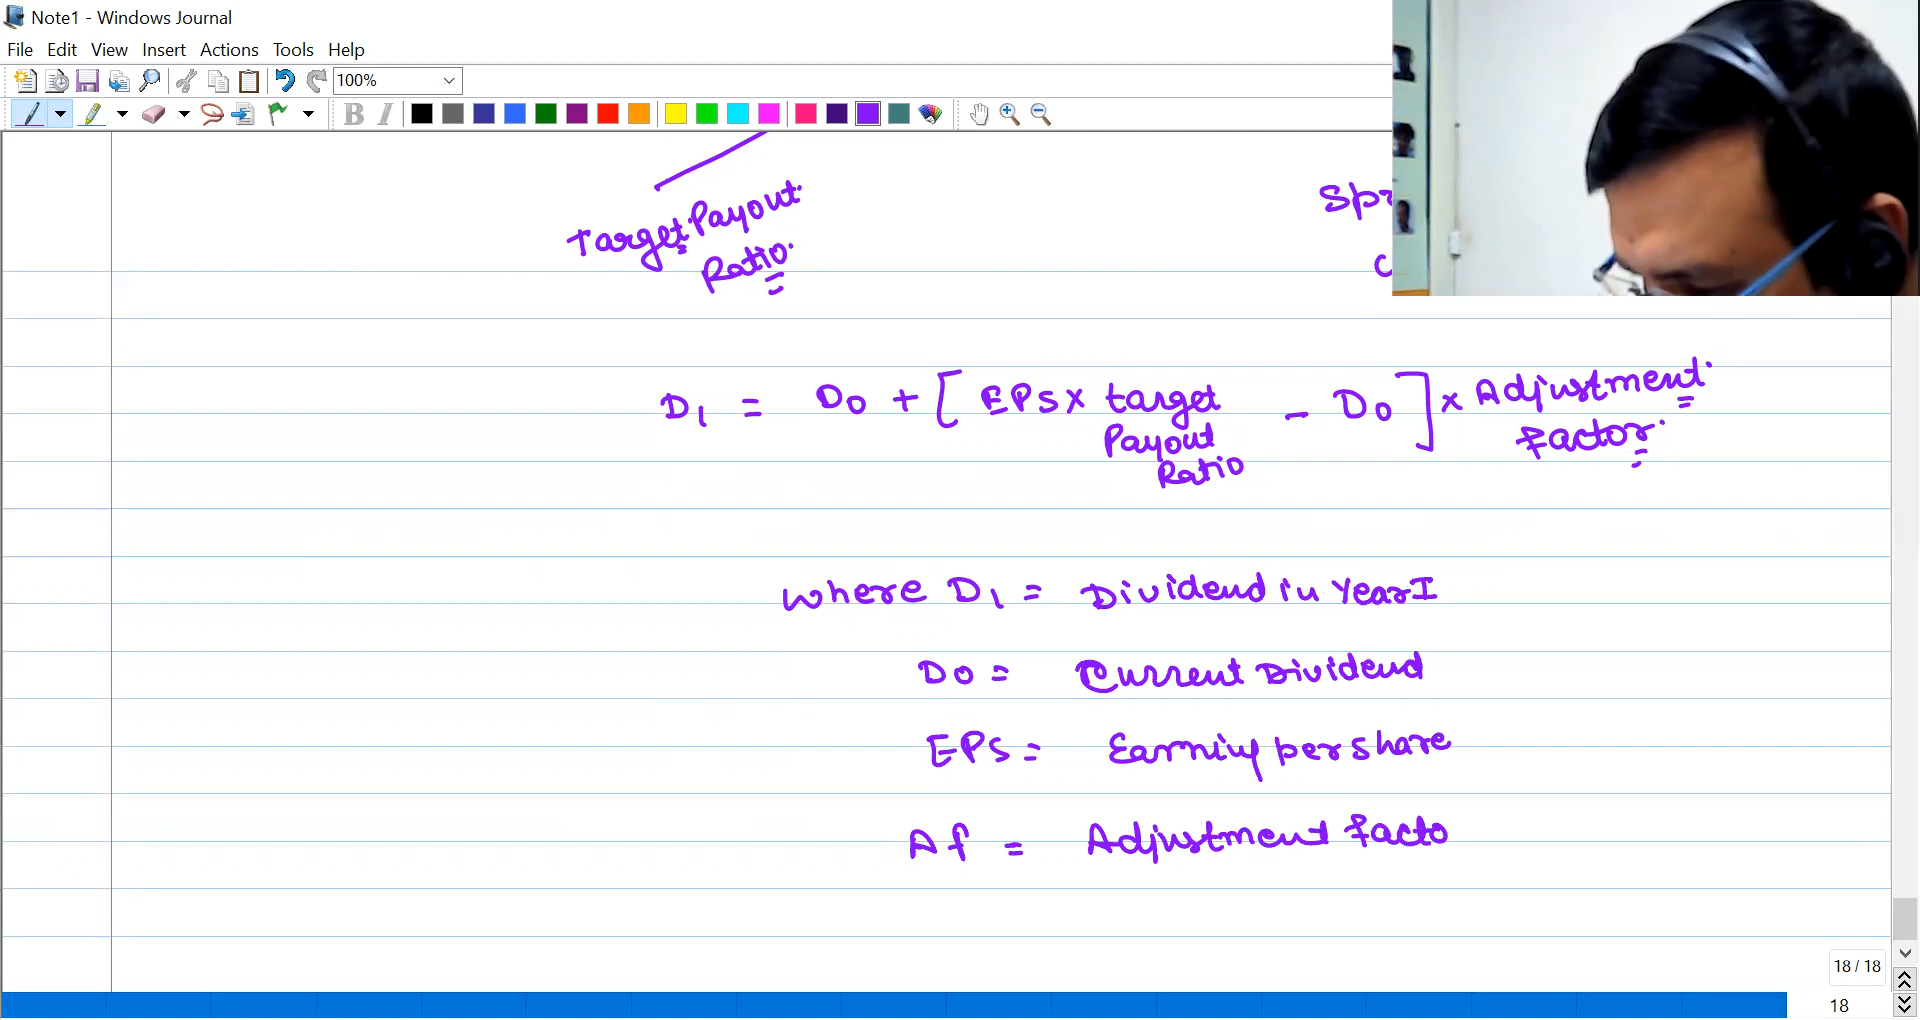 Note1 - Windows Journal
File Edit View Insert Actions Tools Help
100%
B I
Target Payout
Ratio
D1 = D0 + [EPS x target - D0] x Adjustment
Payout factor
Ratio
where D1 = Dividend in Year I
D0 = Current Dividend
EPS = Earning per share
Af = Adjustment facto
18 / 18
18